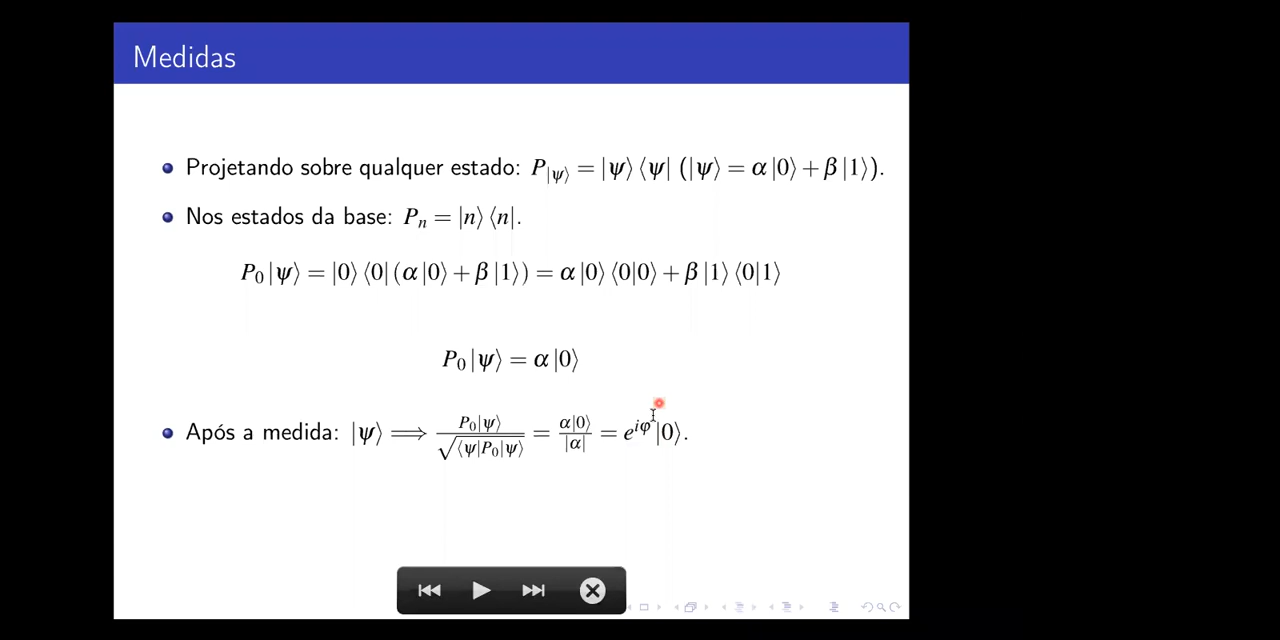 Medidas
Projetando sobre qualquer estado: P_{|ψ⟩} = |ψ⟩ ⟨ψ| (|ψ⟩ = α |0⟩ + β |1⟩).
Nos estados da base: P_n = |n⟩ ⟨n|.
P_0 |ψ⟩ = |0⟩ ⟨0| (α |0⟩ + β |1⟩) = α |0⟩ ⟨0|0⟩ + β |1⟩ ⟨0|1⟩
P_0 |ψ⟩ = α |0⟩
Após a medida: |ψ⟩ ⟹ P_0|ψ⟩ / √⟨ψ|P_0|ψ⟩ = α|0⟩ / |α| = e^{iφ} |0⟩.